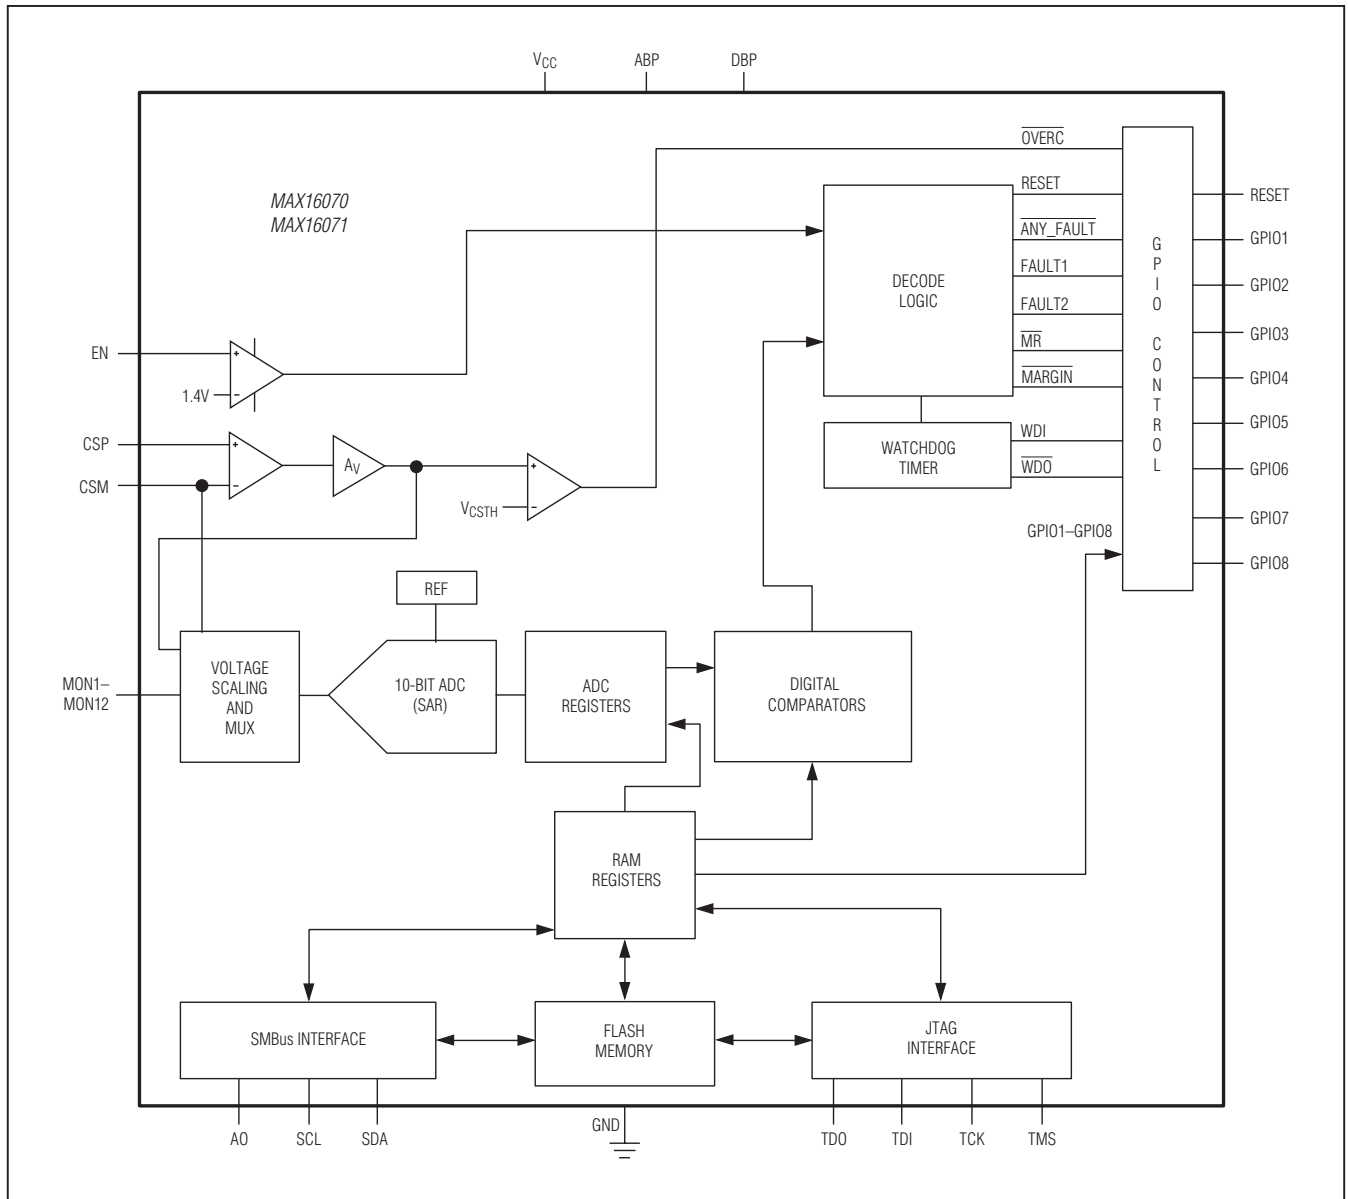 VCC
ABP
DBP
MAX16070
MAX16071
OVERC
RESET
ANY_FAULT
FAULT1
FAULT2
MR
MARGIN
DECODE
LOGIC
WATCHDOG
TIMER
WDI
WDO
GPIO1–GPIO8
GPIO CONTROL
RESET
GPIO1
GPIO2
GPIO3
GPIO4
GPIO5
GPIO6
GPIO7
GPIO8
EN
+
−
1.4V
CSP
CSM
+
−
AV
+
−
VCSTH
REF
MON1–
MON12
VOLTAGE
SCALING
AND
MUX
10-BIT ADC
(SAR)
ADC
REGISTERS
DIGITAL
COMPARATORS
RAM
REGISTERS
SMBus INTERFACE
FLASH
MEMORY
JTAG
INTERFACE
AO
SCL
SDA
GND
TDO
TDI
TCK
TMS